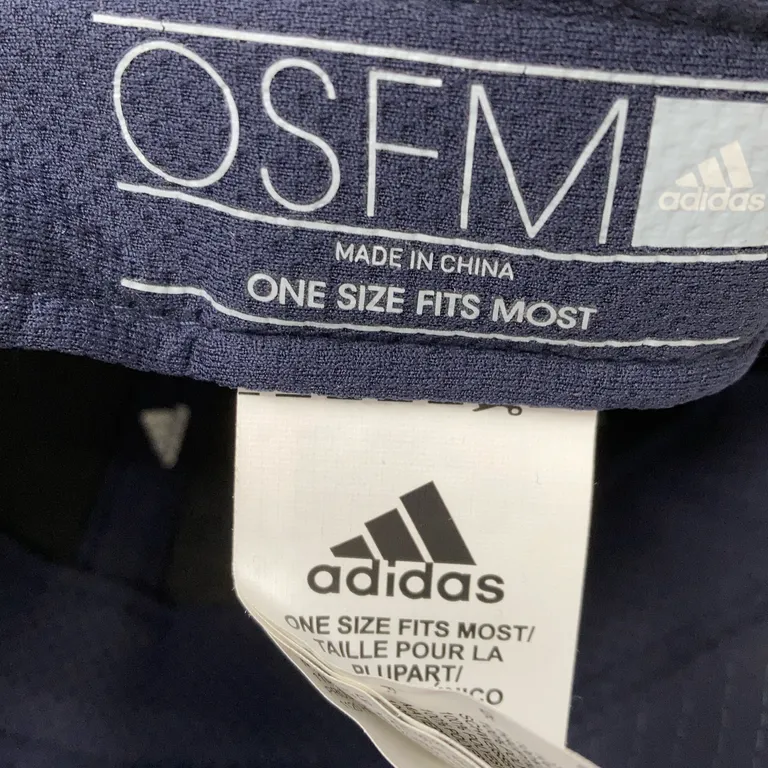 OSFM
adidas
MADE IN CHINA
ONE SIZE FITS MOST
adidas
ONE SIZE FITS MOST/
TAILLE POUR LA
PLUPART/